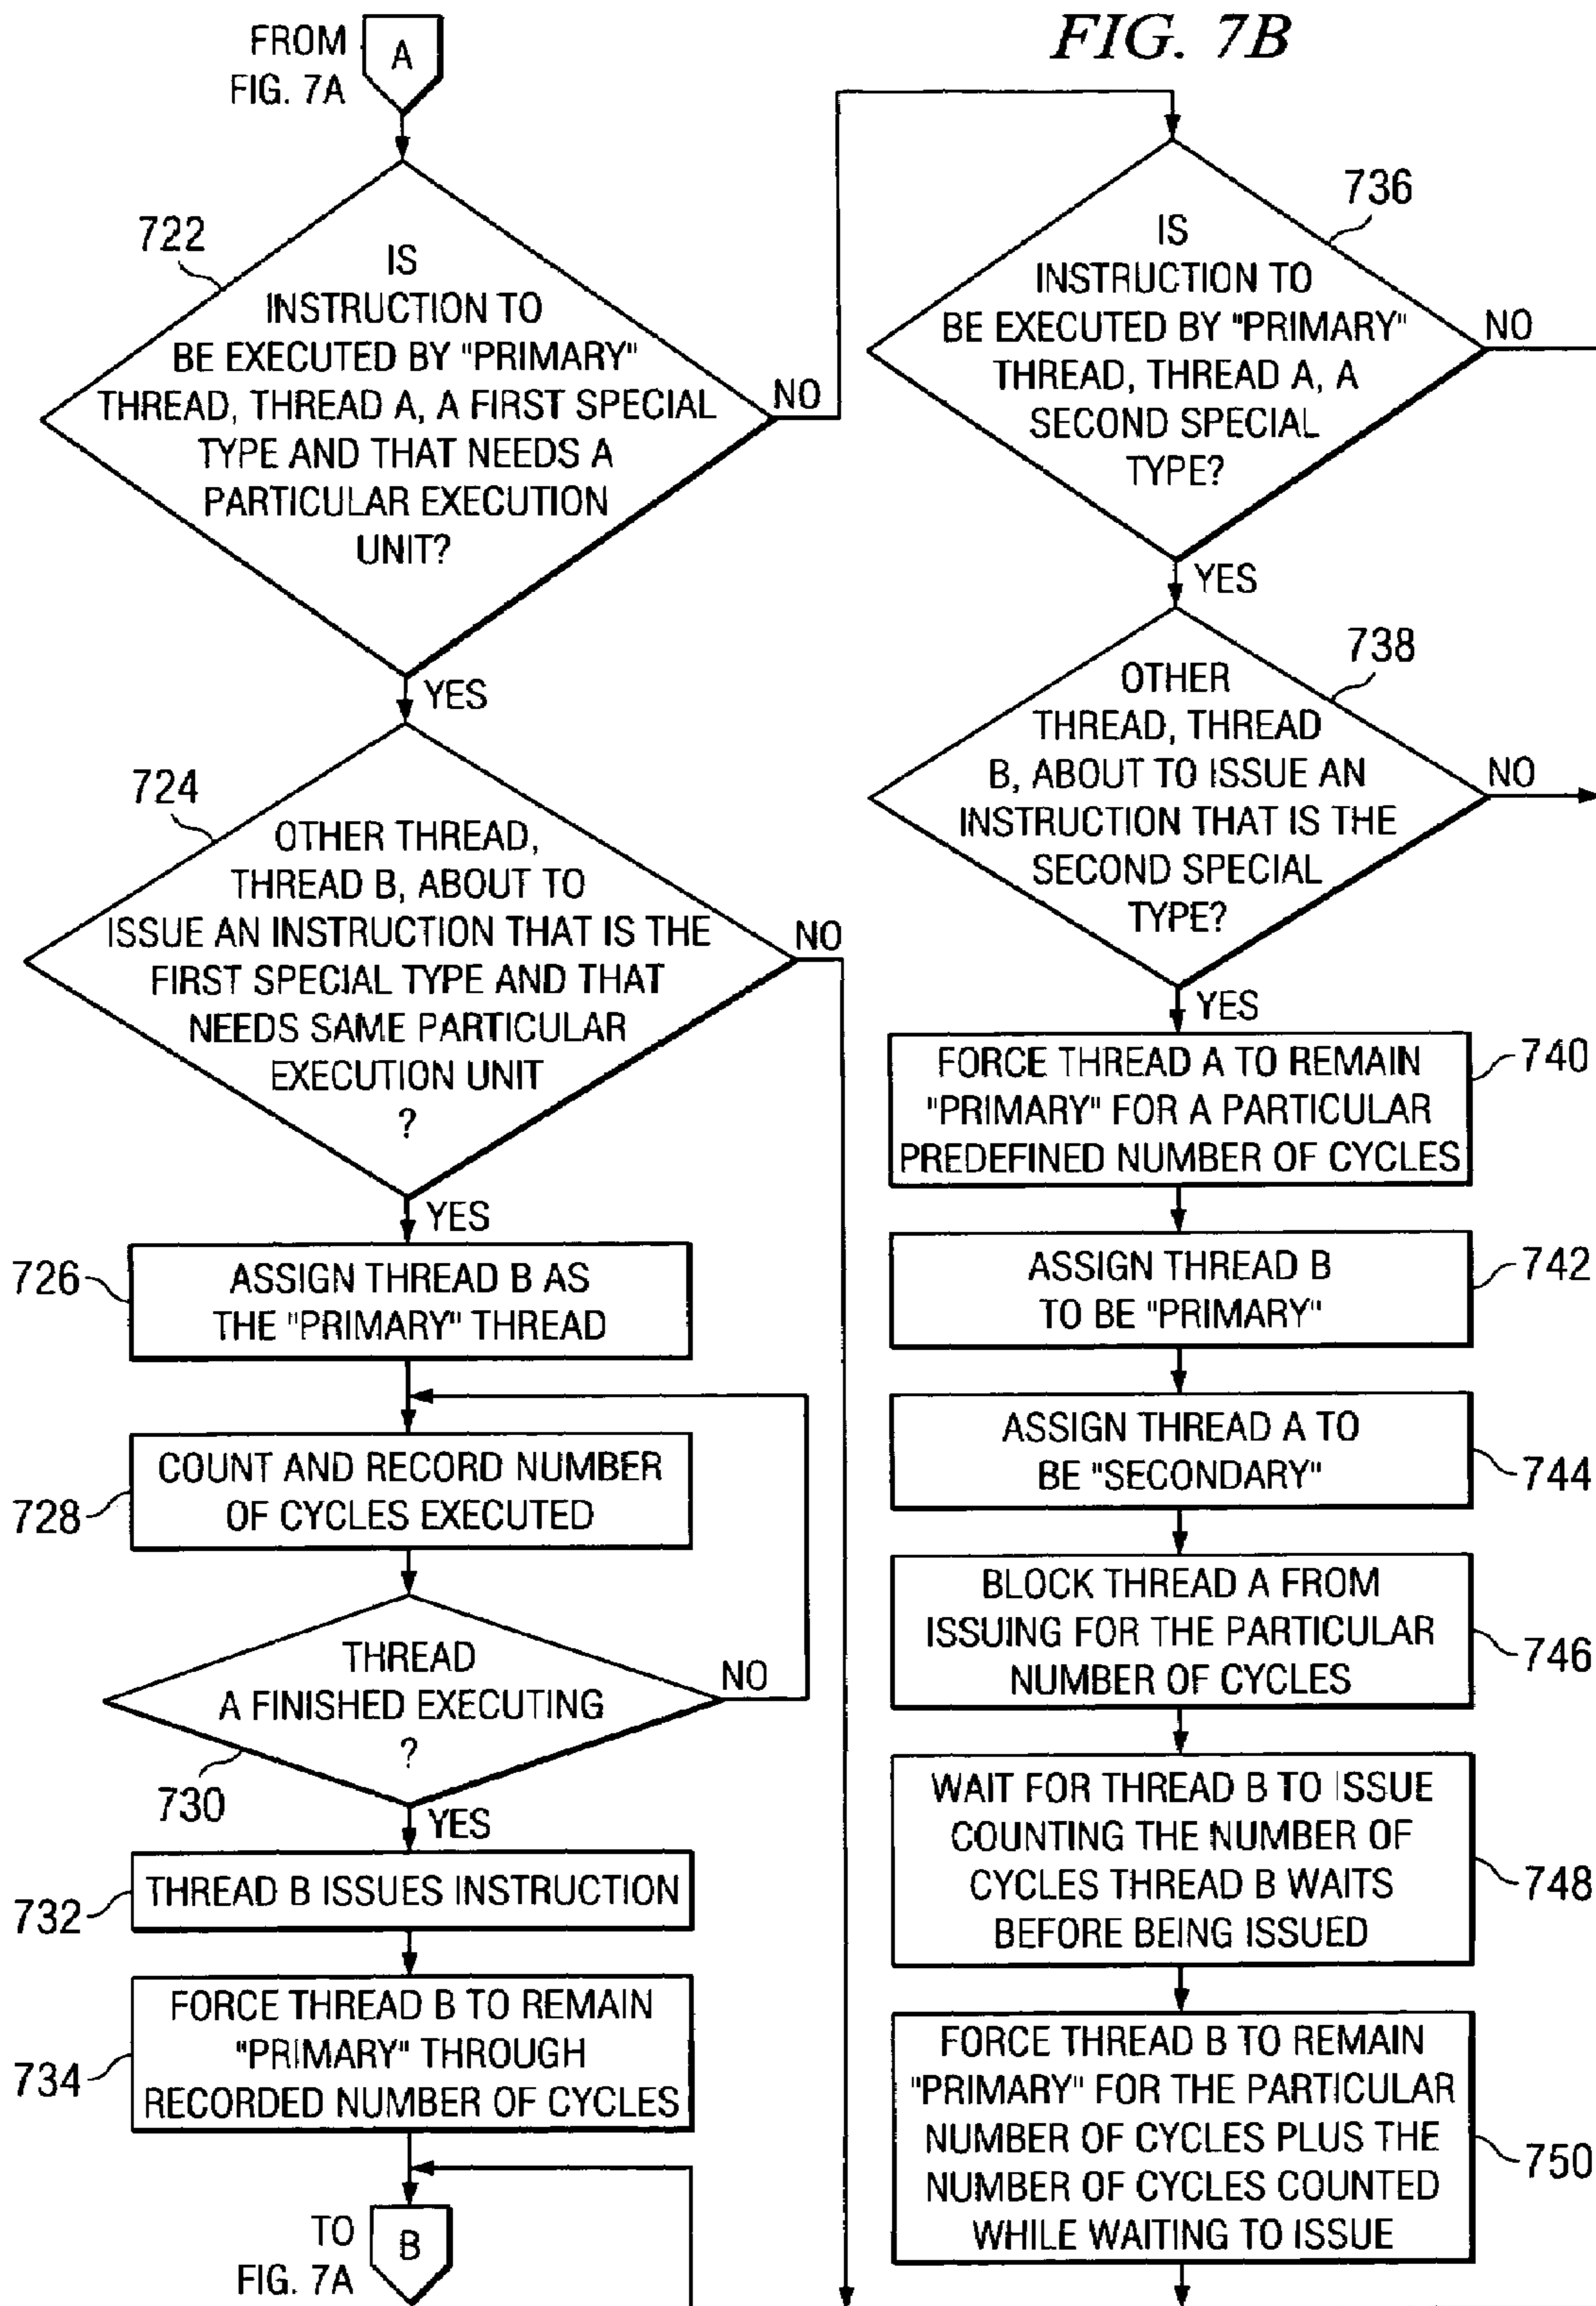 FIG. 7B
FROM
FIG. 7A
A
722
IS
INSTRUCTION TO
BE EXECUTED BY "PRIMARY"
THREAD, THREAD A, A FIRST SPECIAL
TYPE AND THAT NEEDS A
PARTICULAR EXECUTION
UNIT?
NO
YES
724
OTHER THREAD,
THREAD B, ABOUT TO
ISSUE AN INSTRUCTION THAT IS THE
FIRST SPECIAL TYPE AND THAT
NEEDS SAME PARTICULAR
EXECUTION UNIT
?
NO
YES
726
ASSIGN THREAD B AS
THE "PRIMARY" THREAD
728
COUNT AND RECORD NUMBER
OF CYCLES EXECUTED
THREAD
A FINISHED EXECUTING
?
NO
730
YES
732
THREAD B ISSUES INSTRUCTION
734
FORCE THREAD B TO REMAIN
"PRIMARY" THROUGH
RECORDED NUMBER OF CYCLES
TO
FIG. 7A
B
736
IS
INSTRUCTION TO
BE EXECUTED BY "PRIMARY"
THREAD, THREAD A, A
SECOND SPECIAL
TYPE?
NO
YES
738
OTHER
THREAD, THREAD
B, ABOUT TO ISSUE AN
INSTRUCTION THAT IS THE
SECOND SPECIAL
TYPE?
NO
YES
FORCE THREAD A TO REMAIN
"PRIMARY" FOR A PARTICULAR
PREDEFINED NUMBER OF CYCLES
740
ASSIGN THREAD B
TO BE "PRIMARY"
742
ASSIGN THREAD A TO
BE "SECONDARY"
744
BLOCK THREAD A FROM
ISSUING FOR THE PARTICULAR
NUMBER OF CYCLES
746
WAIT FOR THREAD B TO ISSUE
COUNTING THE NUMBER OF
CYCLES THREAD B WAITS
BEFORE BEING ISSUED
748
FORCE THREAD B TO REMAIN
"PRIMARY" FOR THE PARTICULAR
NUMBER OF CYCLES PLUS THE
NUMBER OF CYCLES COUNTED
WHILE WAITING TO ISSUE
750